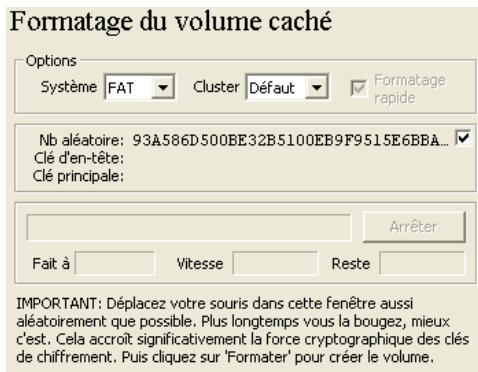 Formatage du volume caché
Options
Système FAT Cluster Défaut Formatage rapide
Nb aléatoire: 93A586D500BE32B5100EB9F9515E6BBA...
Clé d'en-tête:
Clé principale:
Arrêter
Fait à Vitesse Reste
IMPORTANT: Déplacez votre souris dans cette fenêtre aussi
aléatoirement que possible. Plus longtemps vous la bougez, mieux
c'est. Cela accroît significativement la force cryptographique des clés
de chiffrement. Puis cliquez sur 'Formater' pour créer le volume.